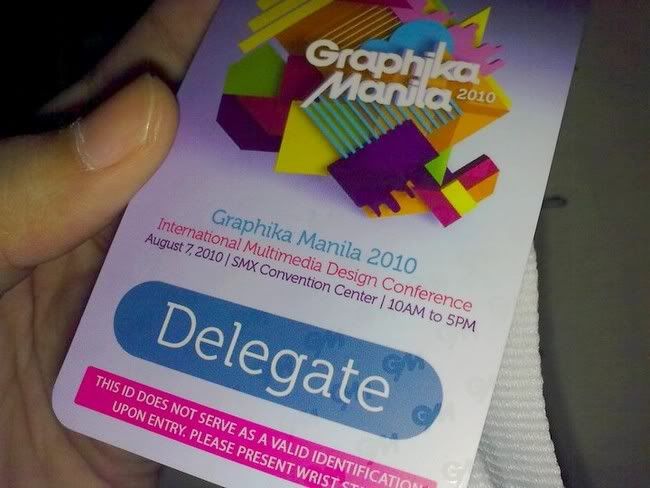 Graphika
Manila 2010
Graphika Manila 2010
International Multimedia Design Conference
August 7, 2010 | SMX Convention Center | 10AM to 5PM
Delegate
THIS ID DOES NOT SERVE AS A VALID IDENTIFICATION
UPON ENTRY. PLEASE PRESENT WRIST